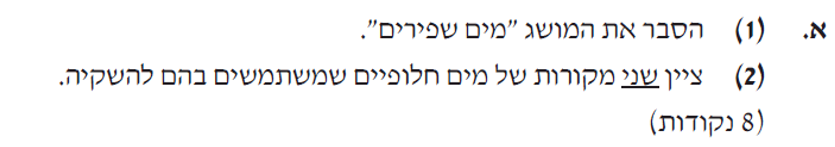 א. (1) הסבר את המושג "מים שפירים".
(2) ציין שני מקורות של מים חלופיים שמשתמשים בהם להשקיה.
(8 נקודות)